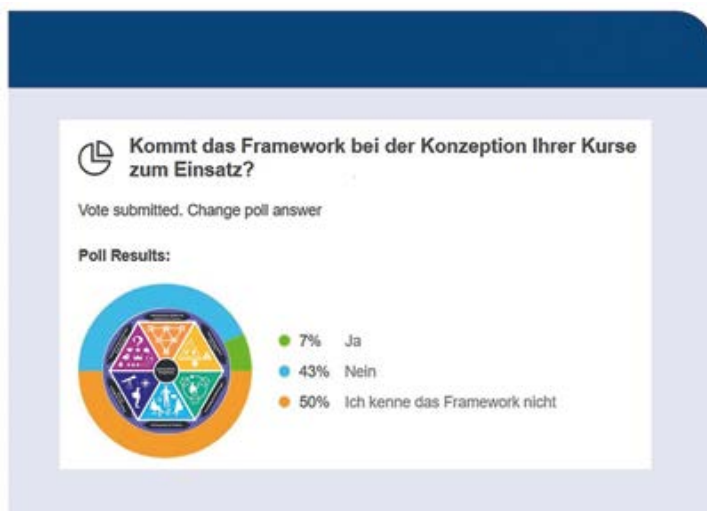 Kommt das Framework bei der Konzeption Ihrer Kurse
zum Einsatz?
Vote submitted. Change poll answer
Poll Results:
7% Ja
43% Nein
50% Ich kenne das Framework nicht